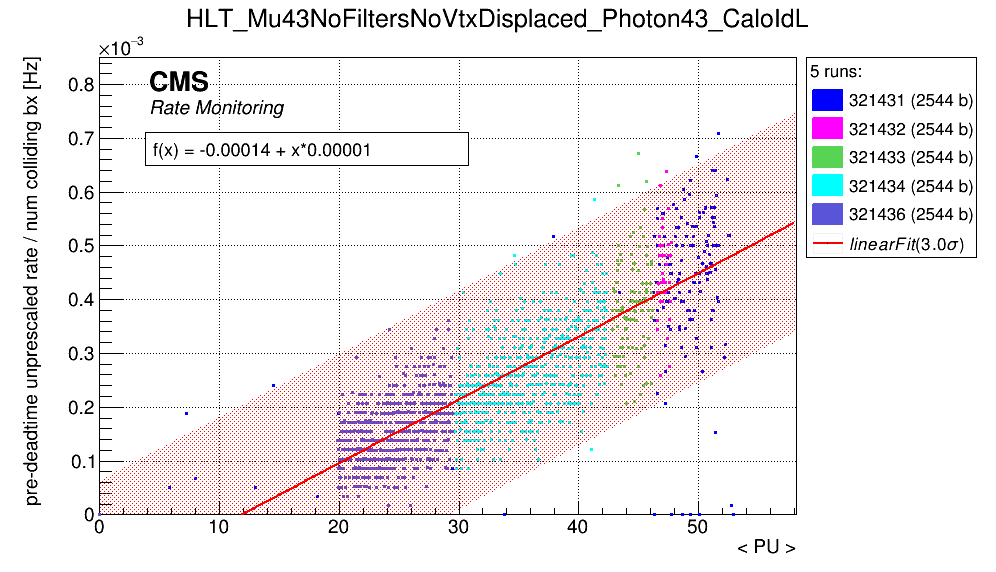 HLT_Mu43NoFiltersNoVtxDisplaced_Photon43_CaloIdL
×10⁻³
pre-deadtime unprescaled rate / num colliding bx [Hz]
CMS
Rate Monitoring
f(x) = -0.00014 + x*0.00001
0.8
0.7
0.6
0.5
0.4
0.3
0.2
0.1
0
0 10 20 30 40 50
< PU >
5 runs:
321431 (2544 b)
321432 (2544 b)
321433 (2544 b)
321434 (2544 b)
321436 (2544 b)
linearFit(3.0σ)